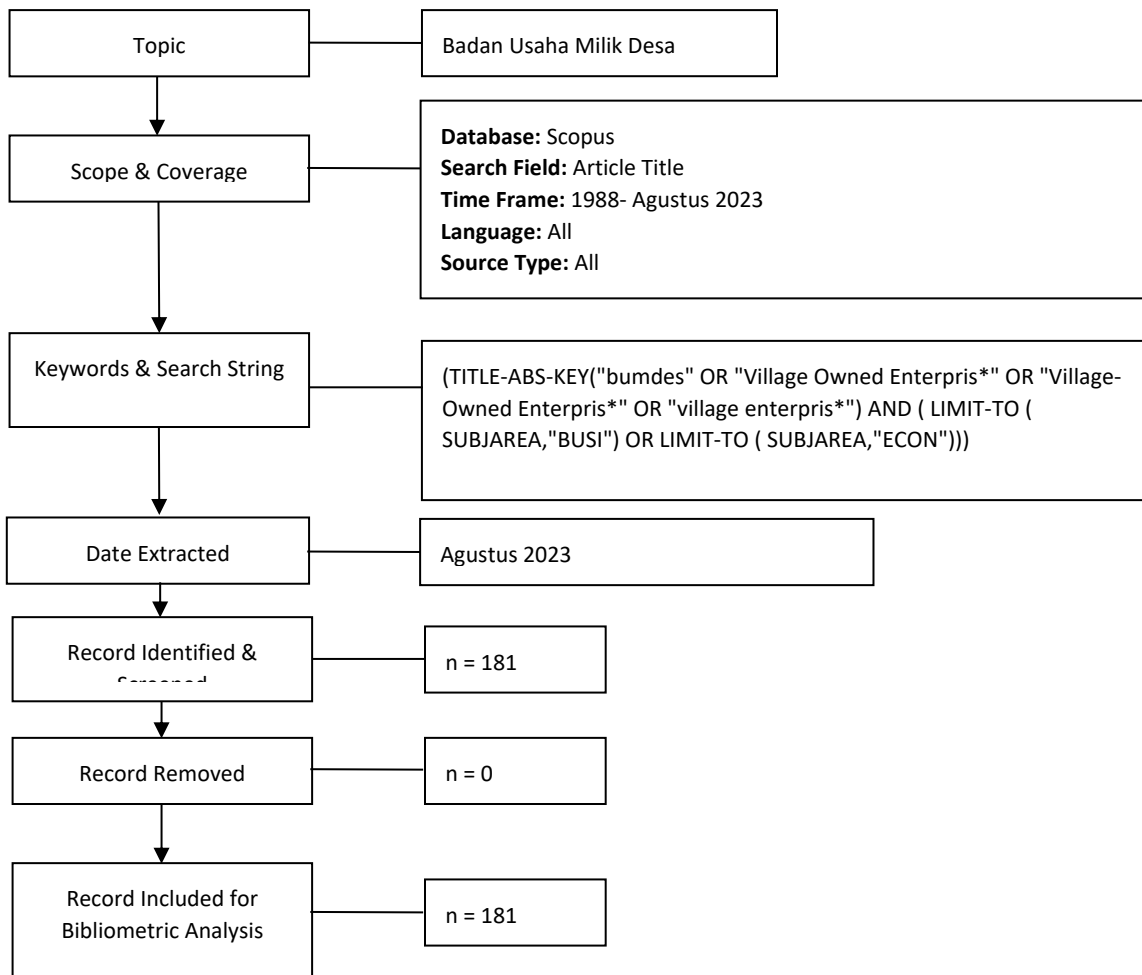 Topic
Badan Usaha Milik Desa
Scope & Coverage
Database: Scopus
Search Field: Article Title
Time Frame: 1988- Agustus 2023
Language: All
Source Type: All
Keywords & Search String
(TITLE-ABS-KEY("bumdes" OR "Village Owned Enterpris*" OR "Village-
Owned Enterpris*" OR "village enterpris*") AND ( LIMIT-TO (
SUBJAREA,"BUSI") OR LIMIT-TO ( SUBJAREA,"ECON")))
Date Extracted
Agustus 2023
Record Identified &
Screened
n = 181
Record Removed
n = 0
Record Included for
Bibliometric Analysis
n = 181